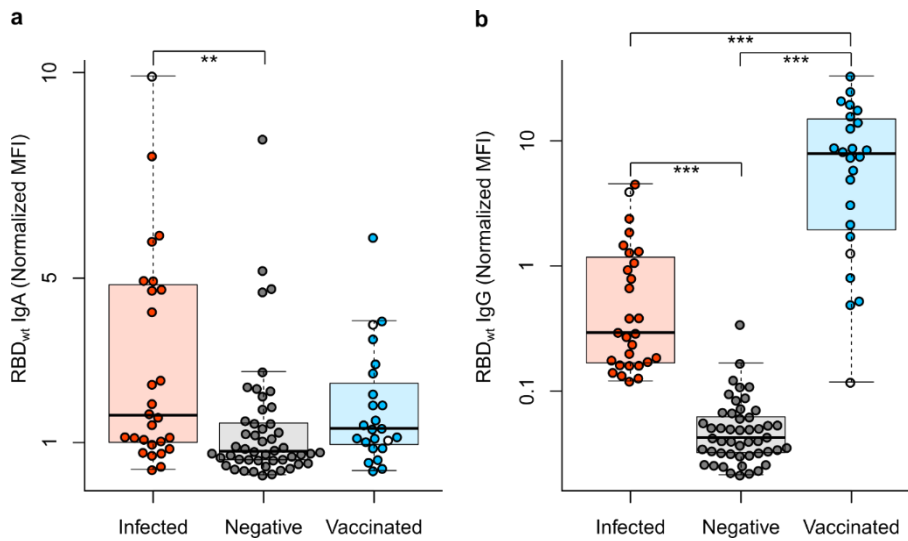 a
**
10
5
1
RBDwt IgA (Normalized MFI)
Infected Negative Vaccinated
b
***
***
***
10
1
0.1
RBDwt IgG (Normalized MFI)
Infected Negative Vaccinated